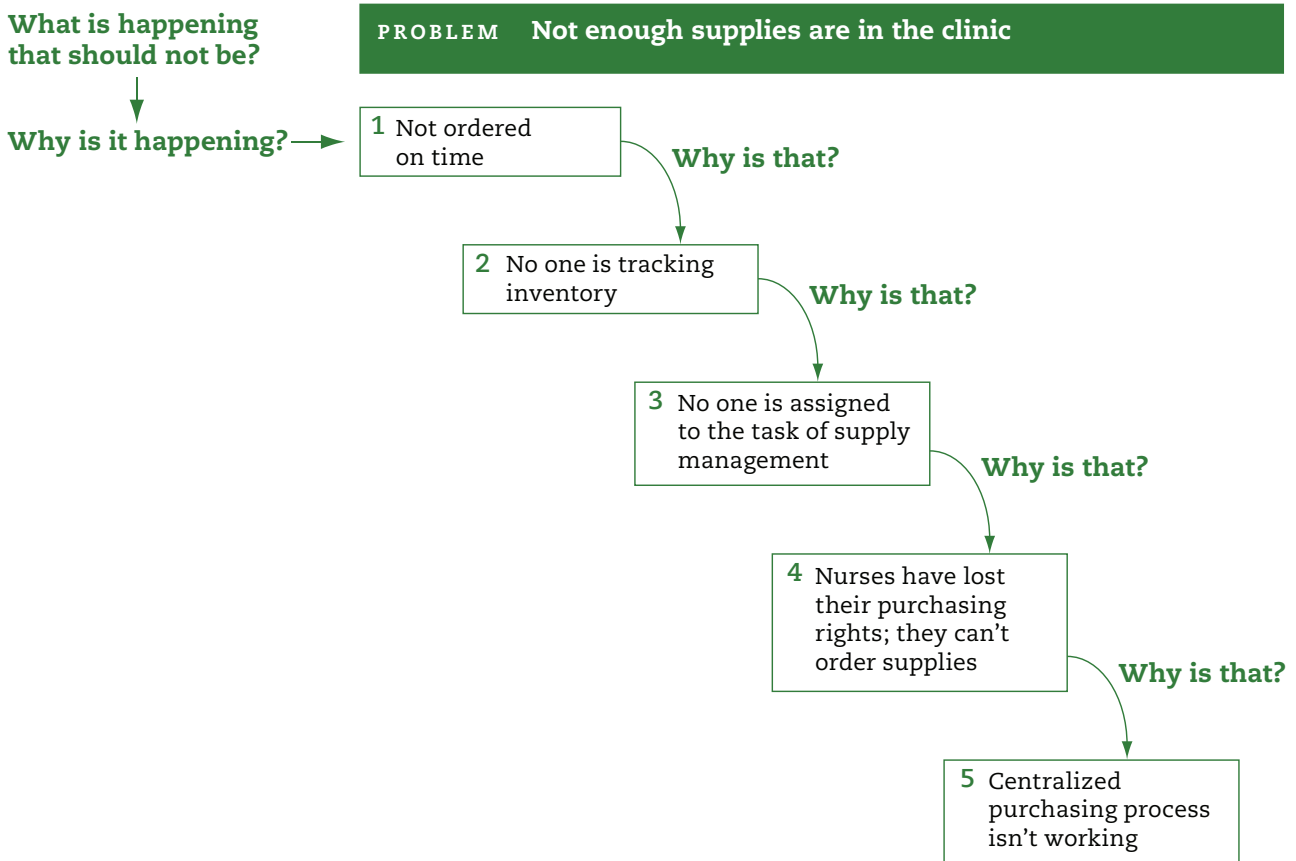 What is happening
that should not be?
PROBLEM Not enough supplies are in the clinic
Why is it happening?
1 Not ordered
on time
Why is that?
2 No one is tracking
inventory
Why is that?
3 No one is assigned
to the task of supply
management
Why is that?
4 Nurses have lost
their purchasing
rights; they can’t
order supplies
Why is that?
5 Centralized
purchasing process
isn’t working